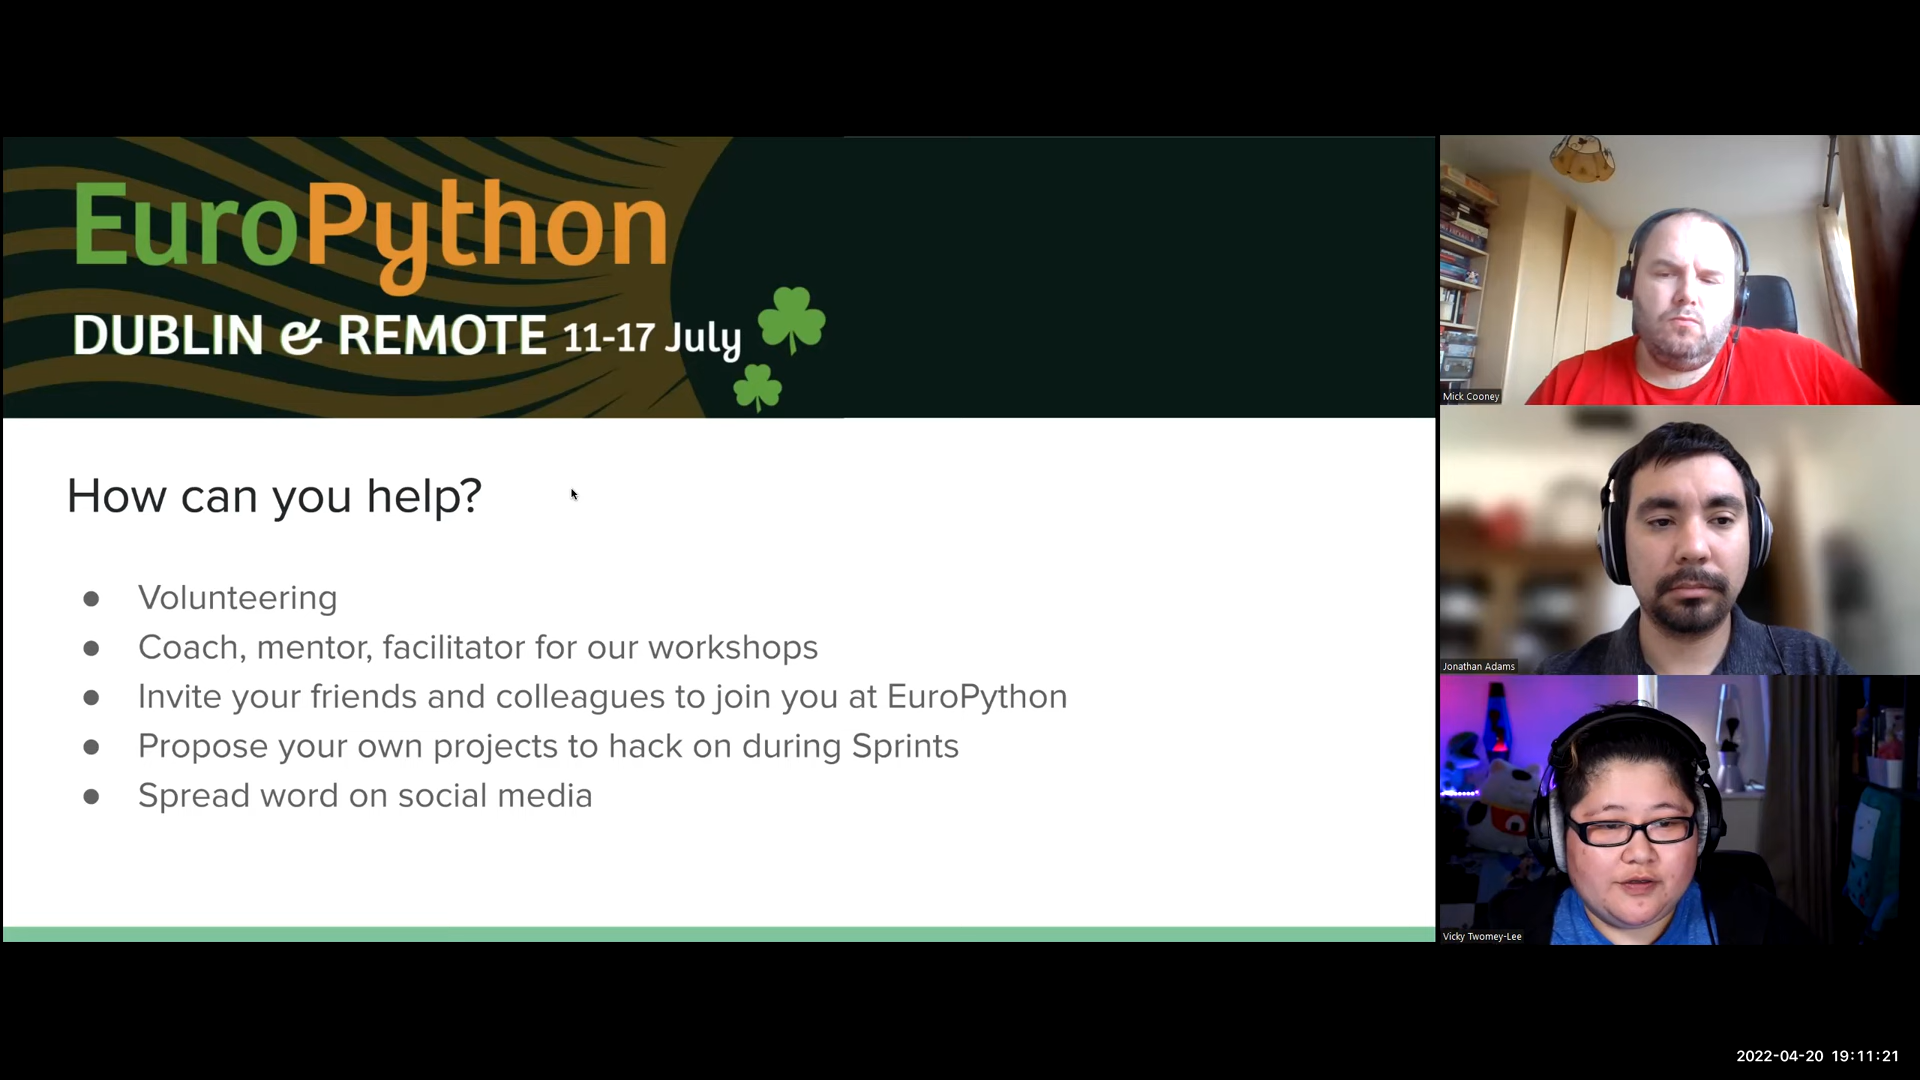 EuroPython
DUBLIN & REMOTE 11-17 July
How can you help?
● Volunteering
● Coach, mentor, facilitator for our workshops
● Invite your friends and colleagues to join you at EuroPython
● Propose your own projects to hack on during Sprints
● Spread word on social media
Mick Cooney
Jonathan Adams
Vicky Twomey-Lee
2022-04-20 19:11:21